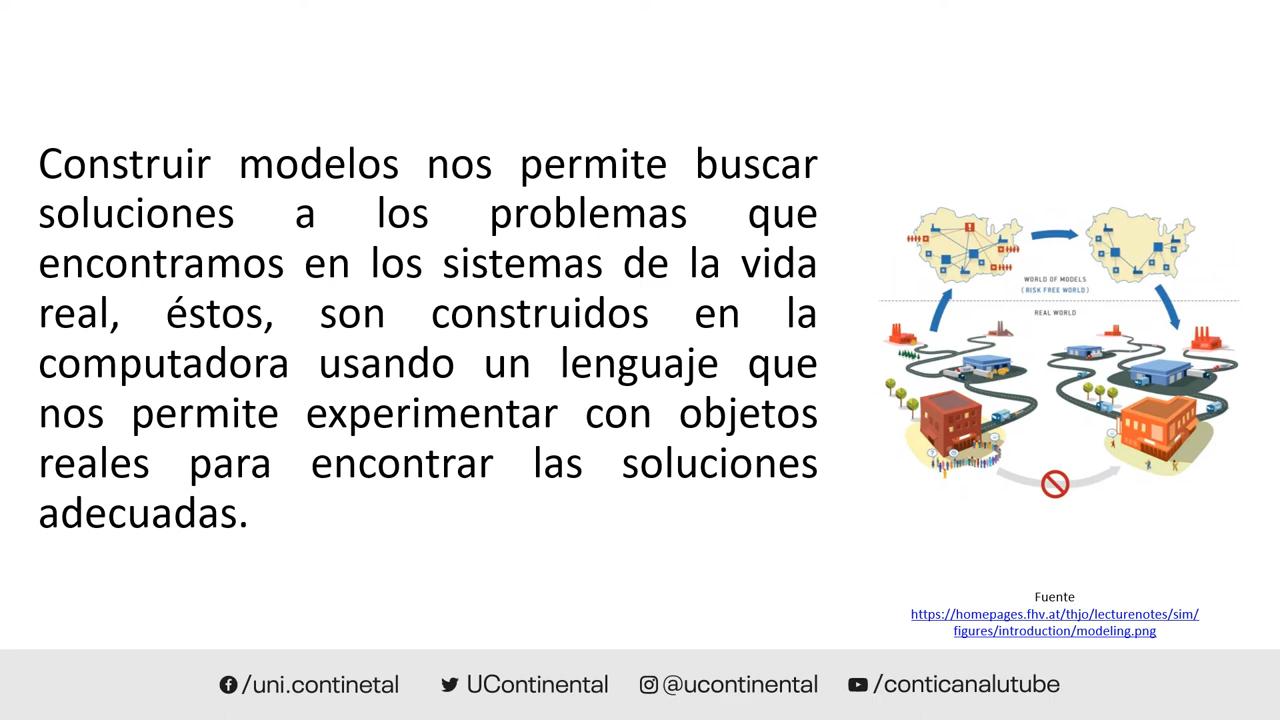 Construir modelos nos permite buscar
soluciones a los problemas que
encontramos en los sistemas de la vida
real, éstos, son construidos en la
computadora usando un lenguaje que
nos permite experimentar con objetos
reales para encontrar las soluciones
adecuadas.
WORLD OF MODELS
(RISK FREE WORLD)
REAL WORLD
Fuente
https://homepages.fhv.at/thjo/lecturenotes/sim/
figures/introduction/modeling.png
/uni.continetal UContinental @ucontinental /conticanalutube